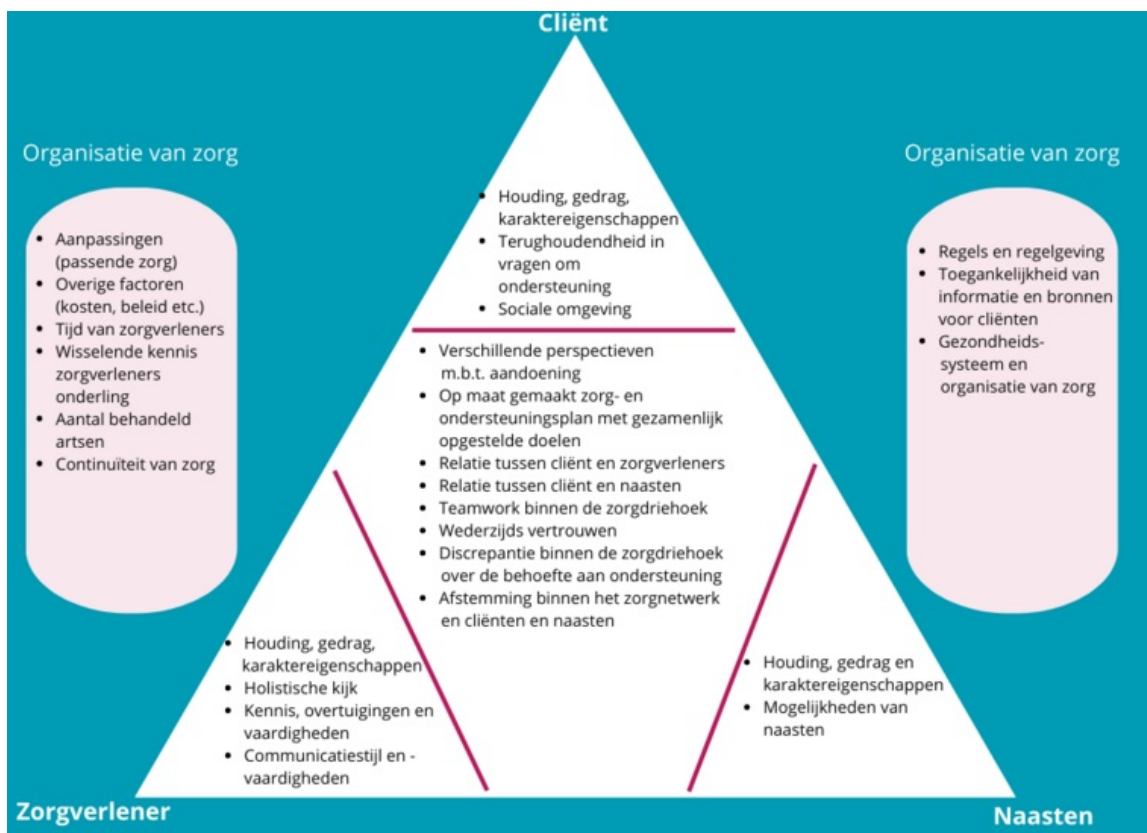 Cliënt
Organisatie van zorg
• Aanpassingen
(passende zorg)
• Overige factoren
(kosten, beleid etc.)
• Tijd van zorgverleners
• Wisselende kennis
zorgverleners
onderling
• Aantal behandeld
artsen
• Continuïteit van zorg
• Houding, gedrag,
karaktereigenschappen
• Terughoudendheid in
vragen om
ondersteuning
• Sociale omgeving
Organisatie van zorg
• Regels en regelgeving
• Toegankelijkheid van
informatie en bronnen
voor cliënten
• Gezondheids-
systeem en
organisatie van zorg
• Verschillende perspectieven
m.b.t. aandoening
• Op maat gemaakt zorg- en
ondersteuningsplan met gezamenlijk
opgestelde doelen
• Relatie tussen cliënt en zorgverleners
• Relatie tussen cliënt en naasten
• Teamwork binnen de zorgdriehoek
• Wederzijds vertrouwen
• Discrepantie binnen de zorgdriehoek
over de behoefte aan ondersteuning
• Afstemming binnen het zorgnetwerk
en cliënten en naasten
• Houding, gedrag,
karaktereigenschappen
• Holistische kijk
• Kennis, overtuigingen en
vaardigheden
• Communicatiestijl en -
vaardigheden
• Houding, gedrag en
karaktereigenschappen
• Mogelijkheden van
naasten
Zorgverlener
Naasten